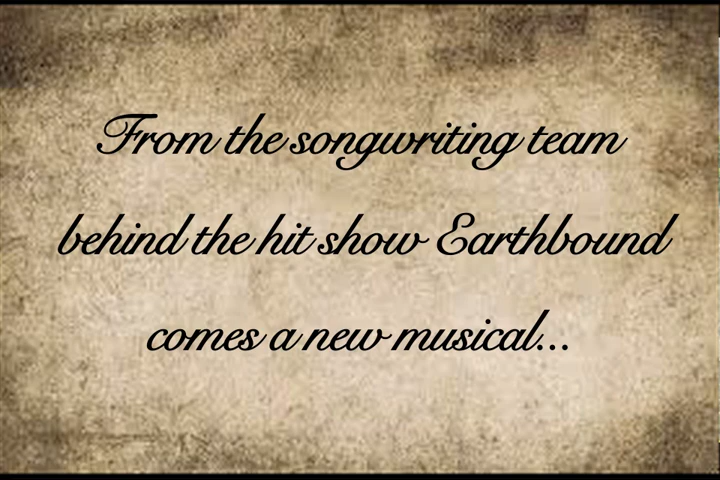 From the songwriting team
behind the hit show Earthbound
comes a new musical...